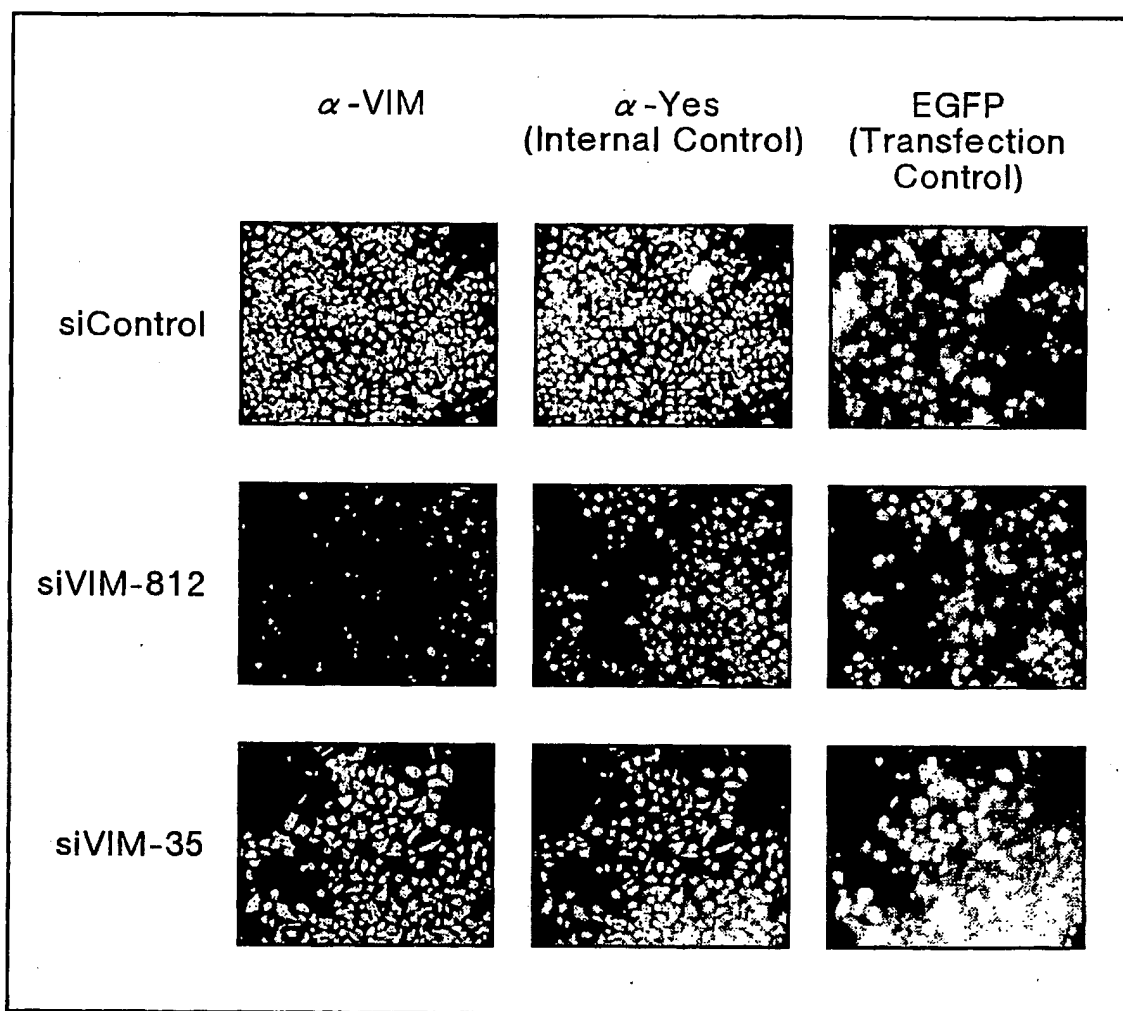 α-VIM
α-Yes
(Internal Control)
EGFP
(Transfection
Control)
siControl
siVIM-812
siVIM-35